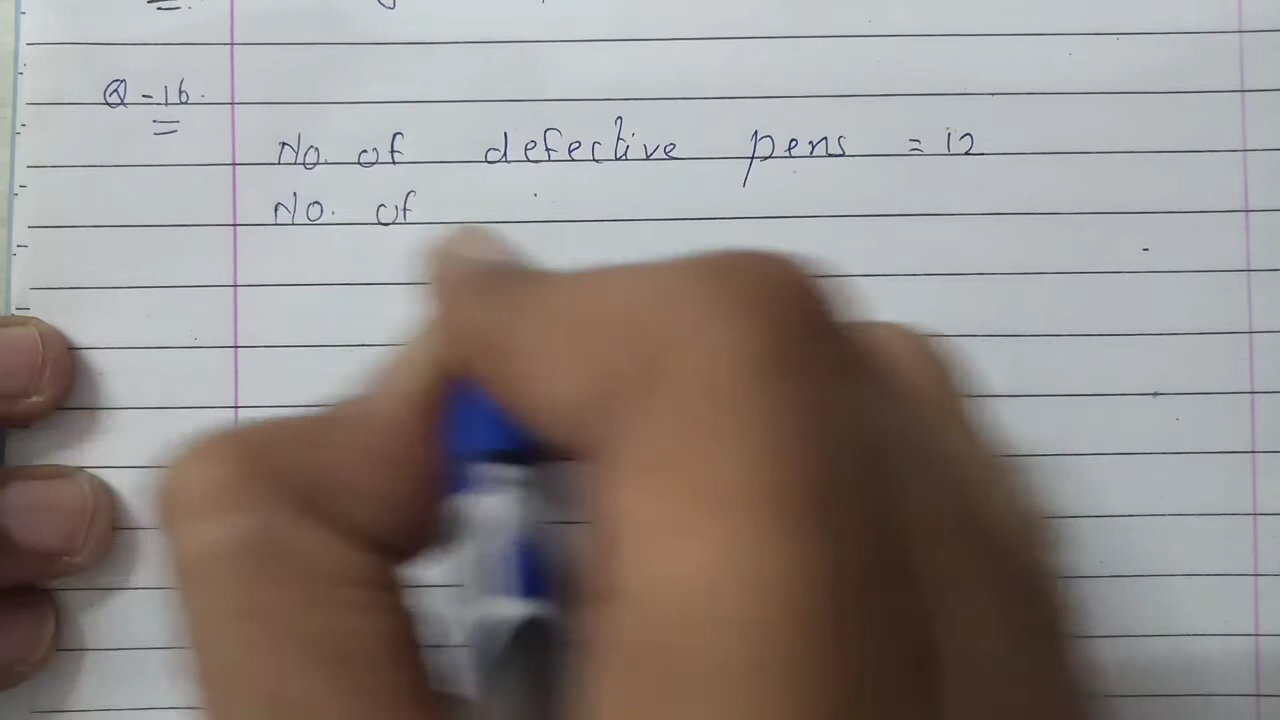 Q-16.
No. of defective pens = 12
No. of